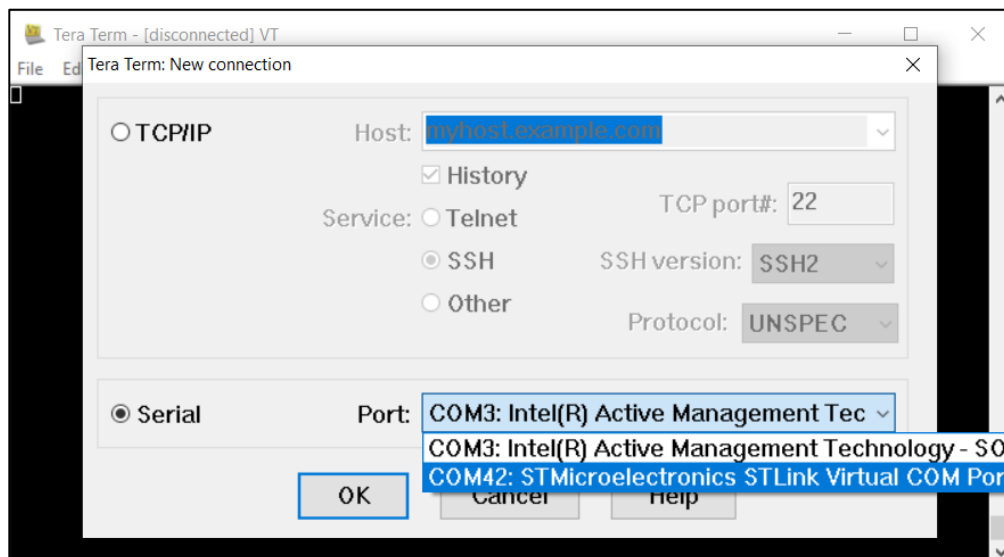 Tera Term - [disconnected] VT
File Ed
Tera Term: New connection
TCP/IP Host: myhost.example.com
History
Service: Telnet TCP port#: 22
SSH SSH version: SSH2
Other Protocol: UNSPEC
Serial Port: COM3: Intel(R) Active Management Tec
COM3: Intel(R) Active Management Technology - SO
COM42: STMicroelectronics STLink Virtual COM Por
OK Cancel Help